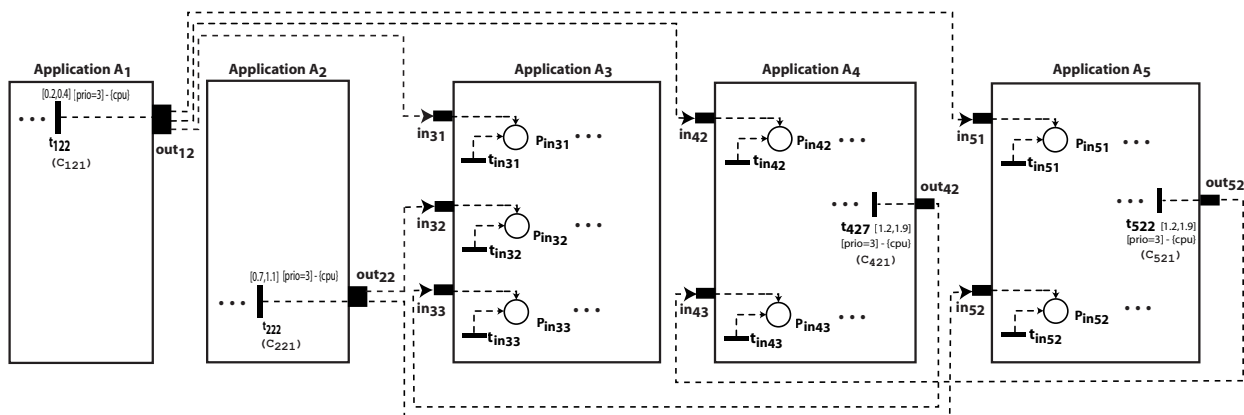 Application A1
[0.2,0.4] [prio=3] - {cpu}
t122
(C121)
out12
Application A2
[0.7,1.1] [prio=3] - {cpu}
t222
(C221)
out22
Application A3
in31
Pin31
tin31
in32
Pin32
tin32
in33
Pin33
tin33
Application A4
in42
Pin42
tin42
out42
t427 [1.2,1.9]
[prio=3] - {cpu}
(C421)
in43
Pin43
tin43
Application A5
in51
Pin51
tin51
out52
t522 [1.2,1.9]
[prio=3] - {cpu}
(C521)
in52
Pin52
tin52